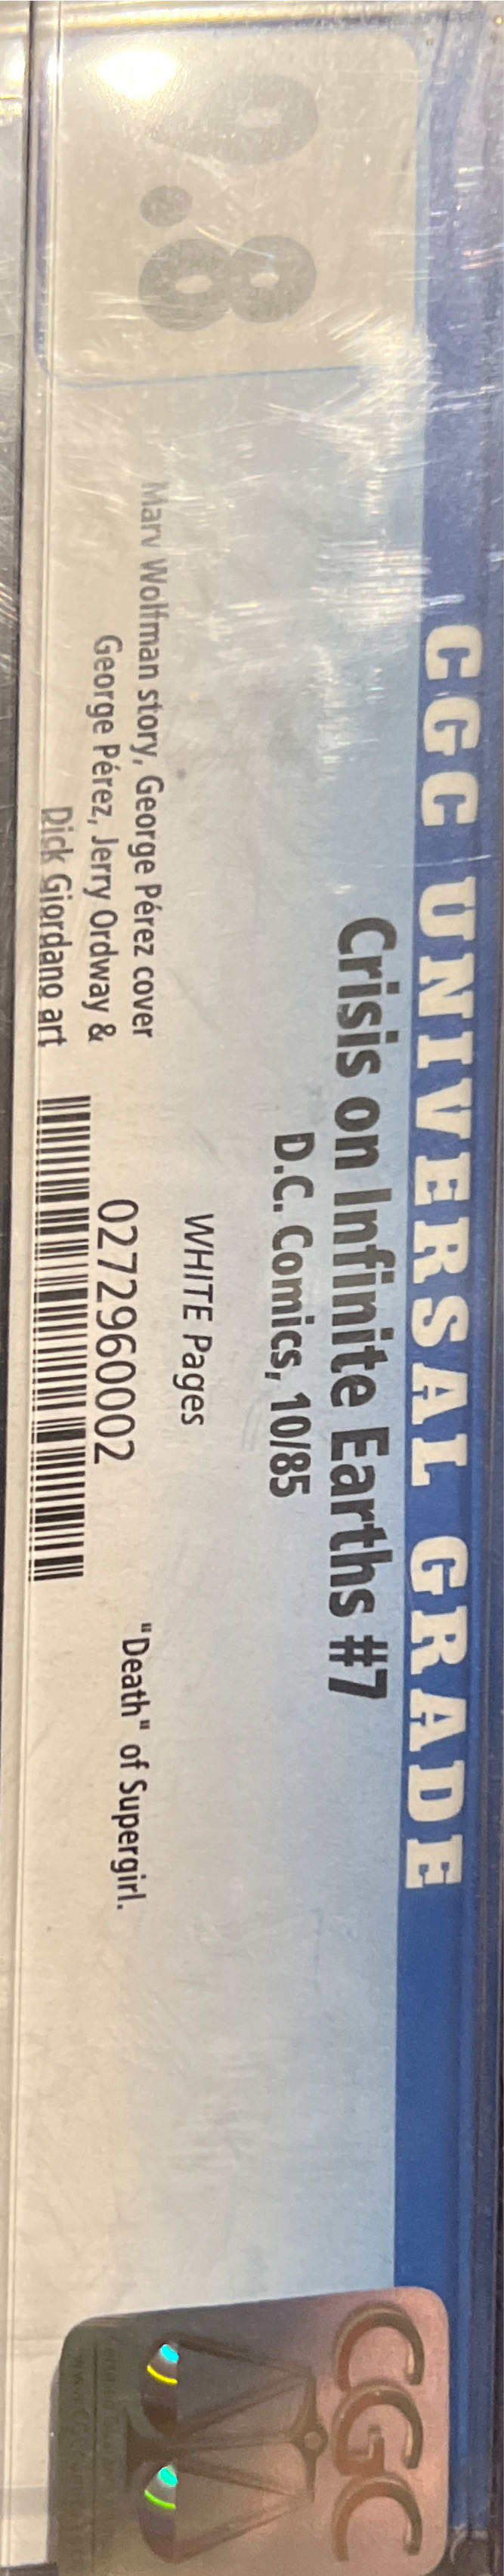 CGC UNIVERSAL GRADE
9.8
Crisis on Infinite Earths #7
D.C. Comics, 10/85
WHITE Pages
Marv Wolfman story, George Pérez cover
George Pérez, Jerry Ordway &
Dick Giordano art
0272960002
"Death" of Supergirl.
CGC